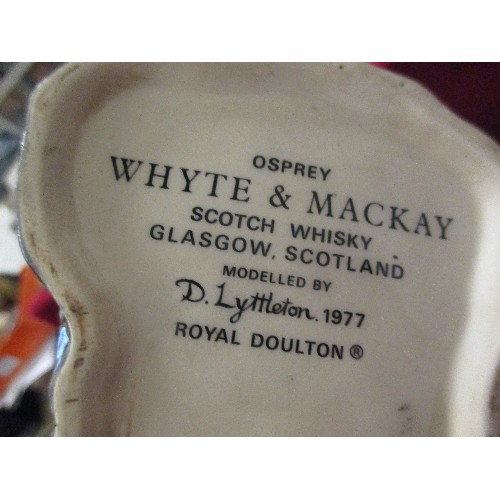 OSPREY
WHYTE & MACKAY
SCOTCH WHISKY
GLASGOW, SCOTLAND
MODELLED BY
D. Lyttleton. 1977
ROYAL DOULTON ®